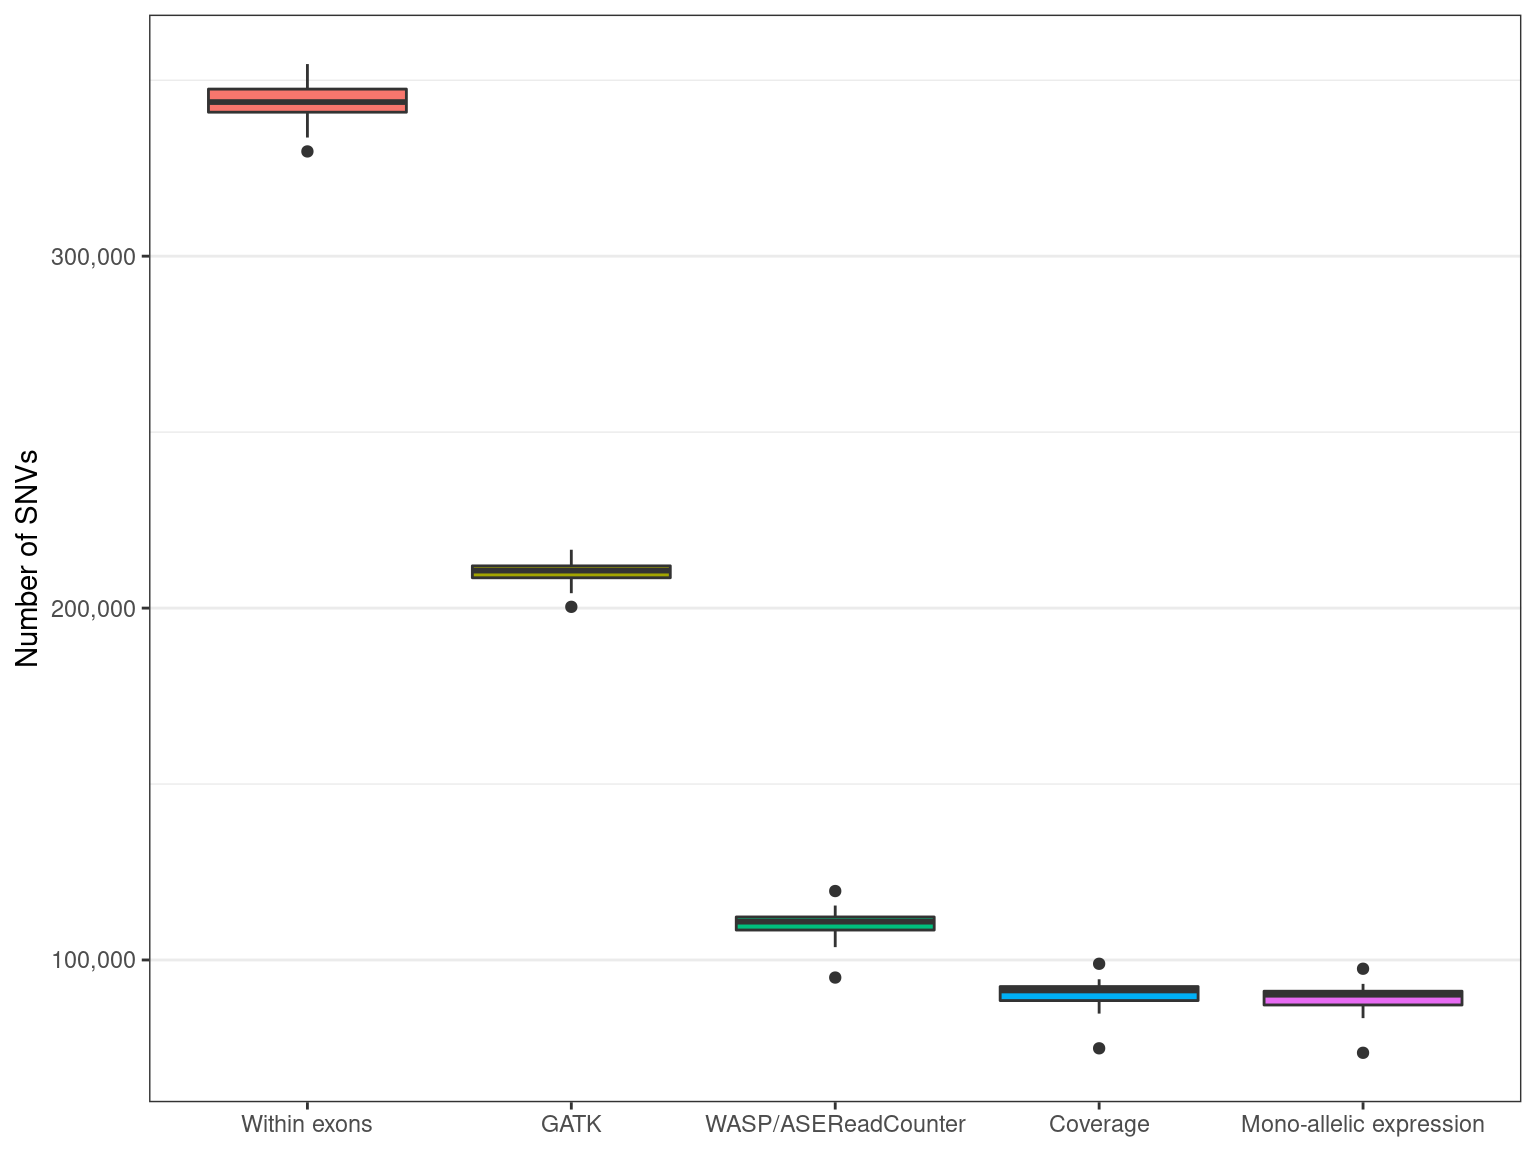 Number of SNVs
300,000
200,000
100,000
Within exons
GATK
WASP/ASEReadCounter
Coverage
Mono-allelic expression